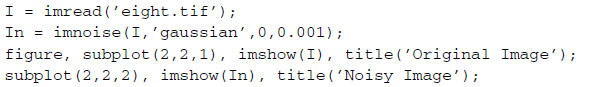 I = imread(’eight.tif’);
In = imnoise(I,’gaussian’,0,0.001);
figure, subplot(2,2,1), imshow(I), title(’Original Image’);
subplot(2,2,2), imshow(In), title(’Noisy Image’);